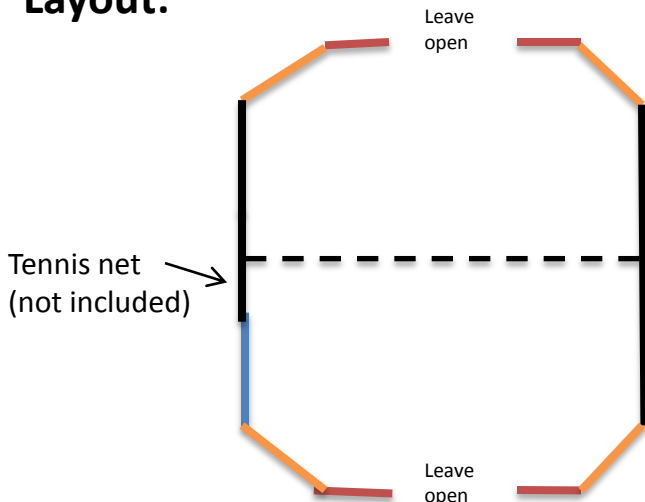 Layout:
Leave
open
Tennis net
(not included)
Leave
open